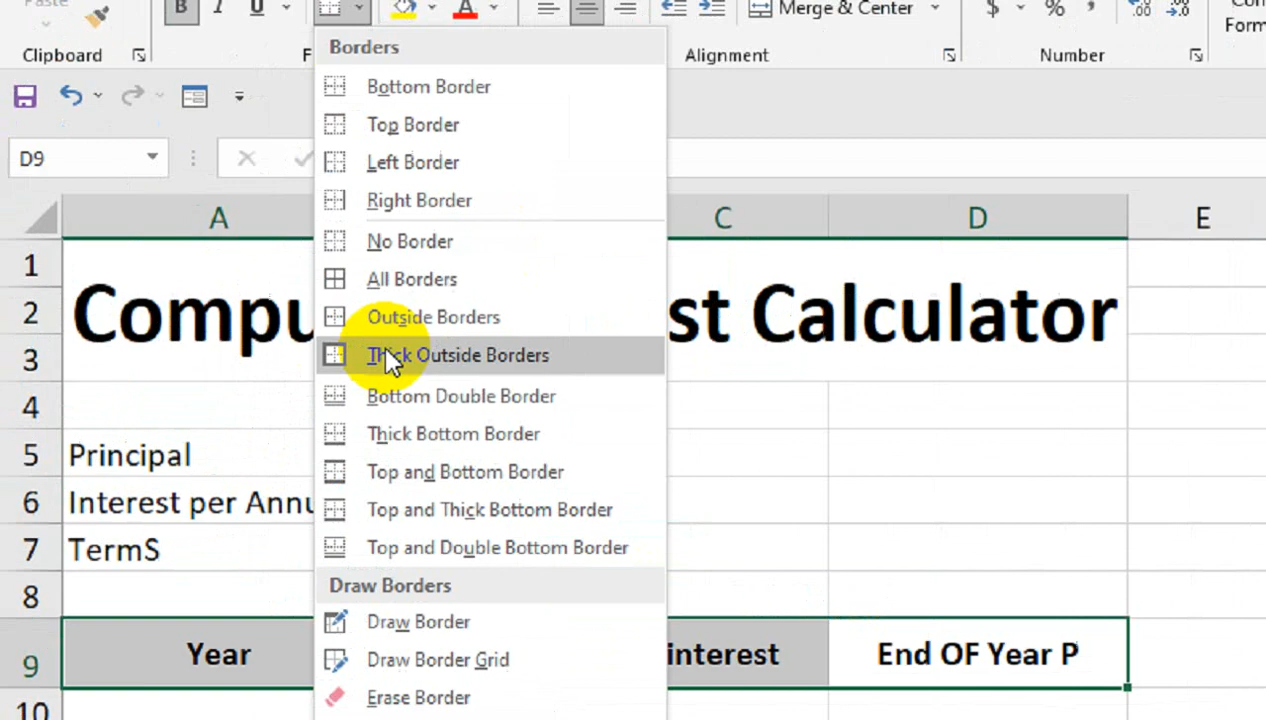 Paste
B I U A Merge & Center $ % ,
Clipboard F Alignment Number Form
D9
A C D E
1
2
3
4
5
6
7
8
9
10
Compu st Calculator
Principal
Interest per Annu
TermS
Year interest End OF Year P
Borders
Bottom Border
Top Border
Left Border
Right Border
No Border
All Borders
Outside Borders
Thick Outside Borders
Bottom Double Border
Thick Bottom Border
Top and Bottom Border
Top and Thick Bottom Border
Top and Double Bottom Border
Draw Borders
Draw Border
Draw Border Grid
Erase Border